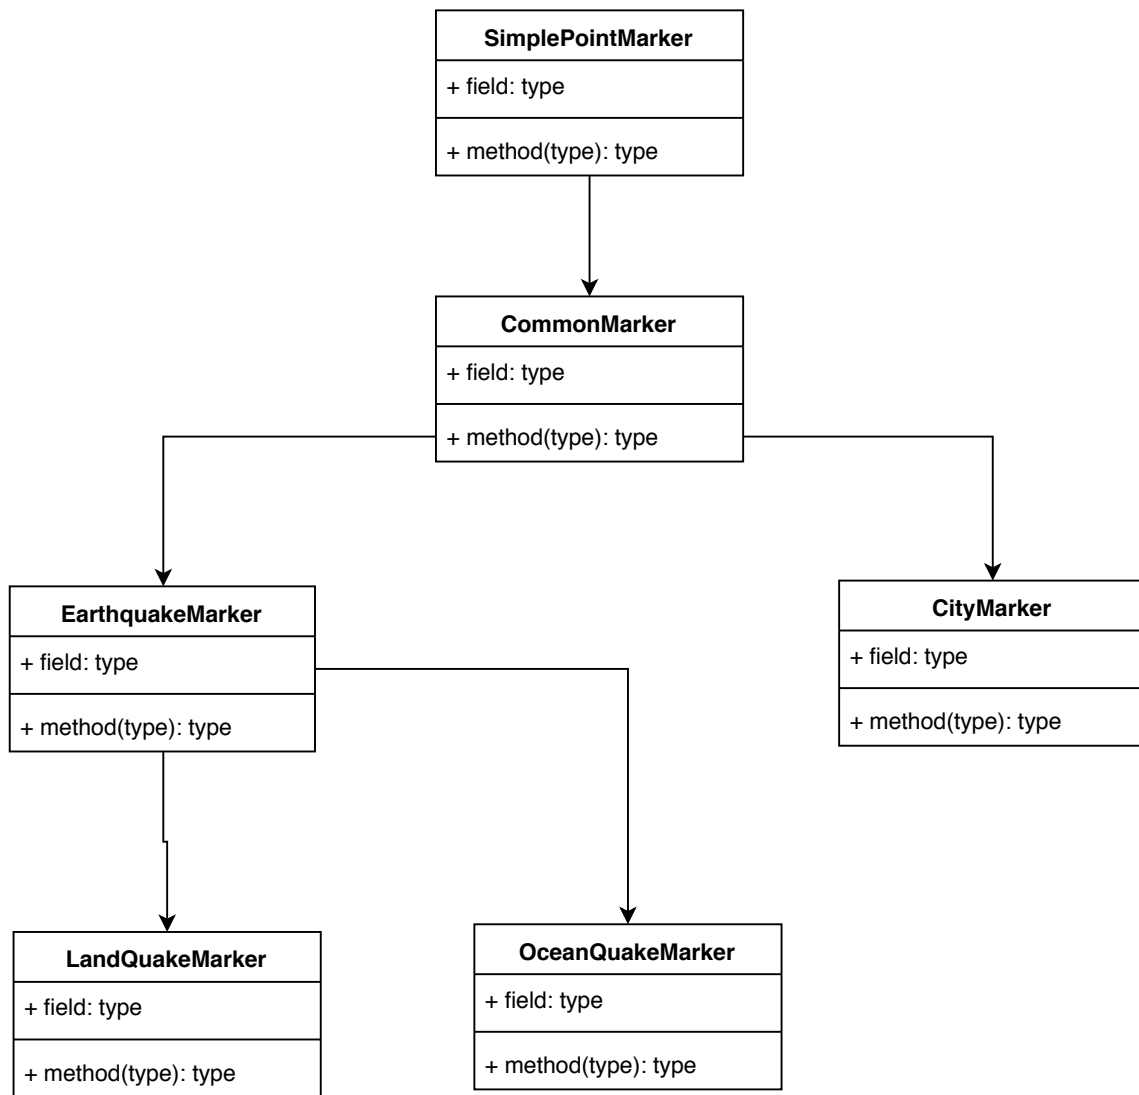 SimplePointMarker
+ field: type
+ method(type): type
CommonMarker
+ field: type
+ method(type): type
EarthquakeMarker
+ field: type
+ method(type): type
CityMarker
+ field: type
+ method(type): type
LandQuakeMarker
+ field: type
+ method(type): type
OceanQuakeMarker
+ field: type
+ method(type): type